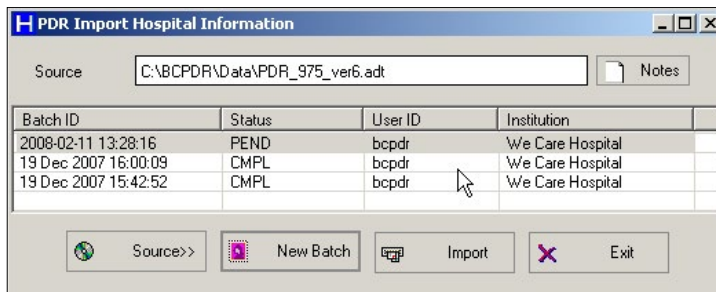 PDR Import Hospital Information
Source C:\BCPDR\Data\PDR_975_ver6.adt Notes
Batch ID Status User ID Institution
2008-02-11 13:28:16 PEND bcpdr We Care Hospital
19 Dec 2007 16:00:09 CMPL bcpdr We Care Hospital
19 Dec 2007 15:42:52 CMPL bcpdr We Care Hospital
Source>> New Batch Import Exit